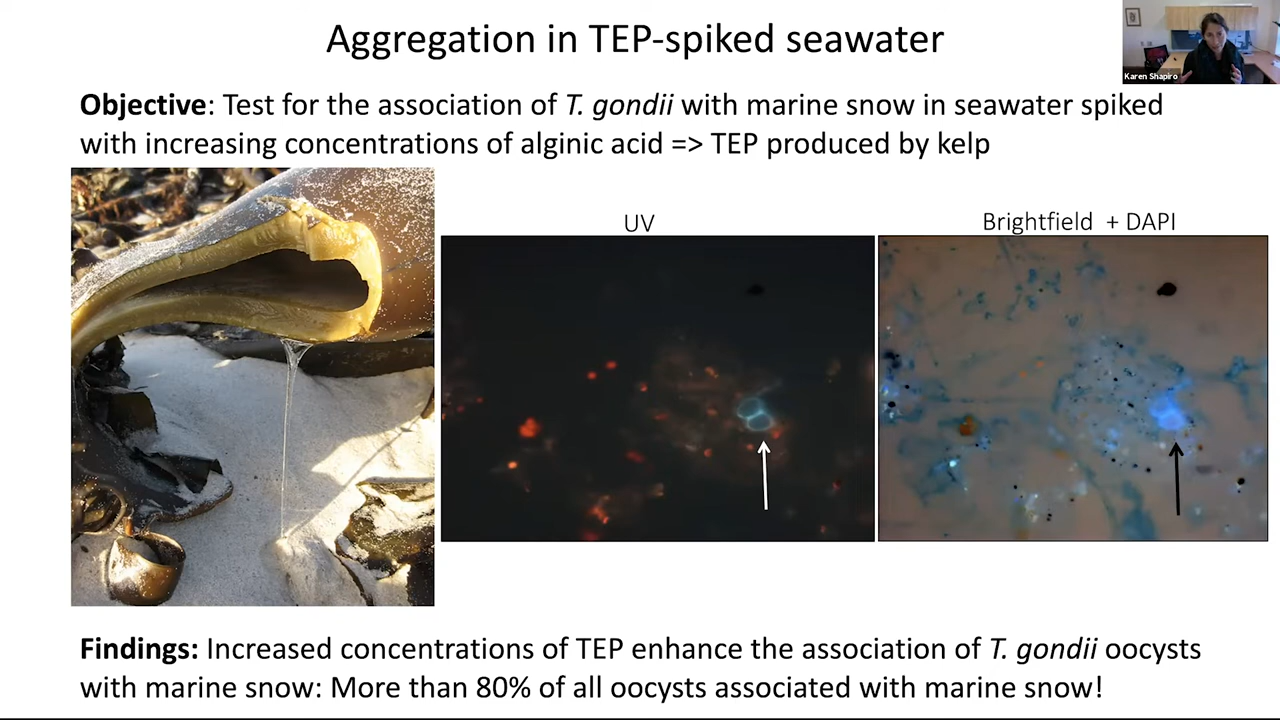 Aggregation in TEP-spiked seawater
Karen Shapiro
Objective: Test for the association of T. gondii with marine snow in seawater spiked
with increasing concentrations of alginic acid => TEP produced by kelp
UV
Brightfield + DAPI
Findings: Increased concentrations of TEP enhance the association of T. gondii oocysts
with marine snow: More than 80% of all oocysts associated with marine snow!